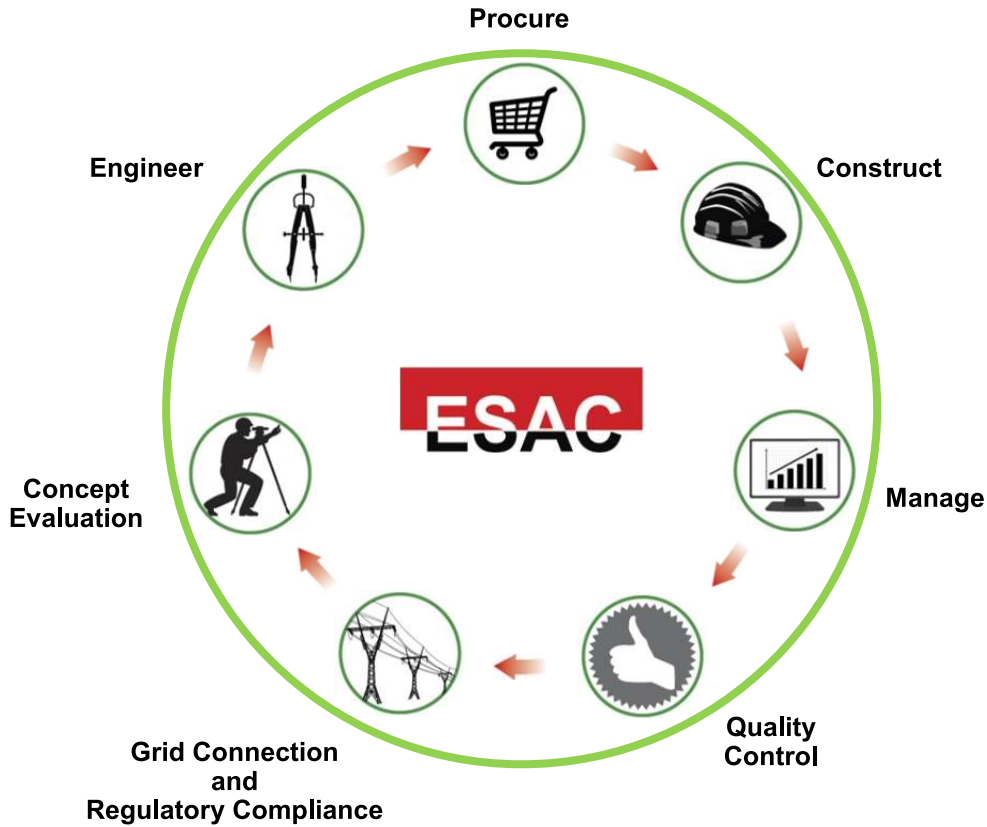 Procure
Engineer
Construct
ESAC
Concept
Evaluation
Manage
Quality
Control
Grid Connection
and
Regulatory Compliance